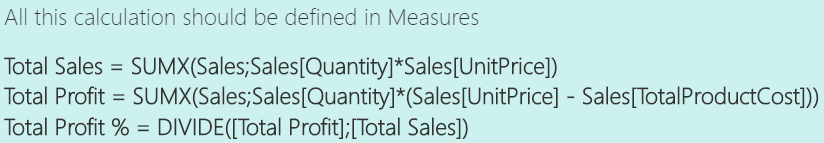 All this calculation should be defined in Measures
Total Sales = SUMX(Sales;Sales[Quantity]*Sales[UnitPrice])
Total Profit = SUMX(Sales;Sales[Quantity]*(Sales[UnitPrice] - Sales[TotalProductCost]))
Total Profit % = DIVIDE([Total Profit];[Total Sales])